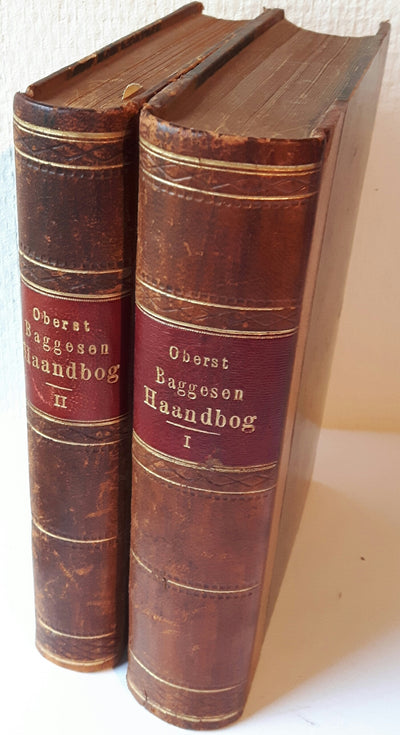 Oberst
Baggesen
Haandbog
II
Oberst
Baggesen
Haandbog
I